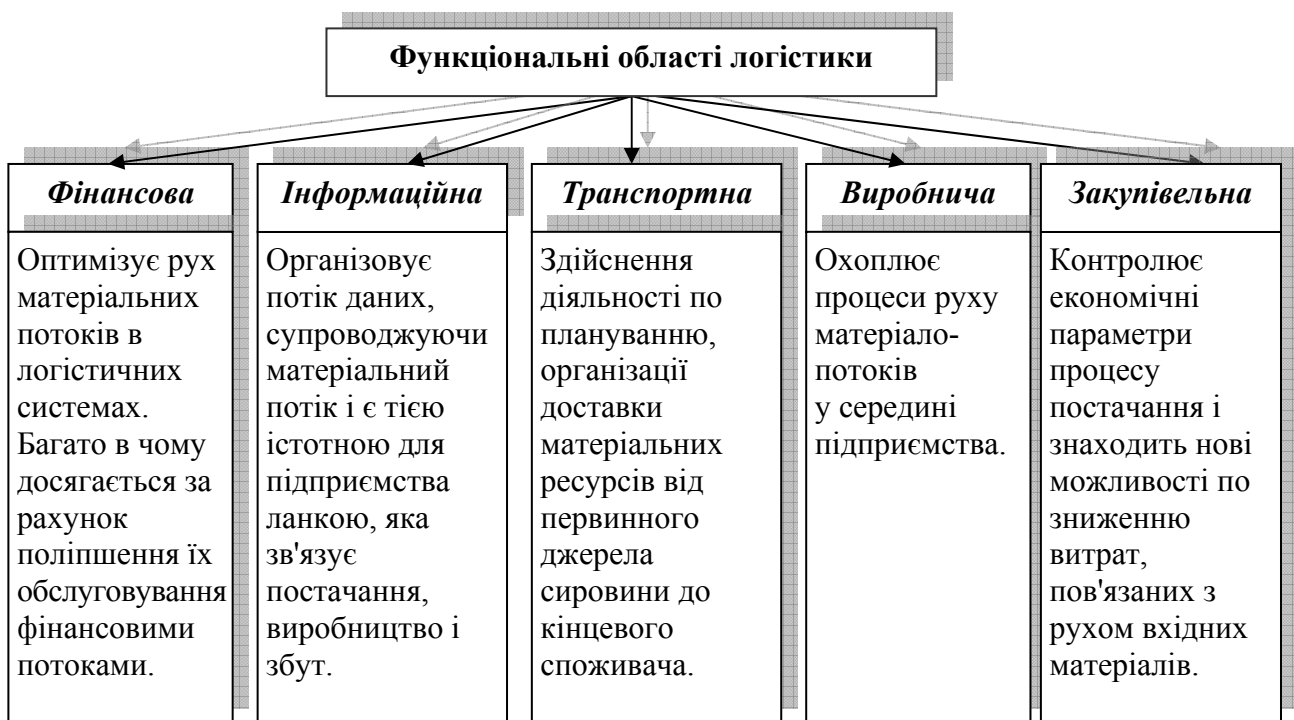 Функціональні області логістики
Фінансова
Оптимізує рух
матеріальних
потоків в
логістичних
системах.
Багато в чому
досягається за
рахунок
поліпшення їх
обслуговування
фінансовими
потоками.
Інформаційна
Організовує
потік даних,
супроводжуючи
матеріальний
потік і є тією
істотною для
підприємства
ланкою, яка
зв'язує
постачання,
виробництво і
збут.
Транспортна
Здійснення
діяльності по
плануванню,
організації
доставки
матеріальних
ресурсів від
первинного
джерела
сировини до
кінцевого
споживача.
Виробнича
Охоплює
процеси руху
матеріало-
потоків
у середині
підприємства.
Закупівельна
Контролює
економічні
параметри
процесу
постачання і
знаходить нові
можливості по
зниженню
витрат,
пов'язаних з
рухом вхідних
матеріалів.